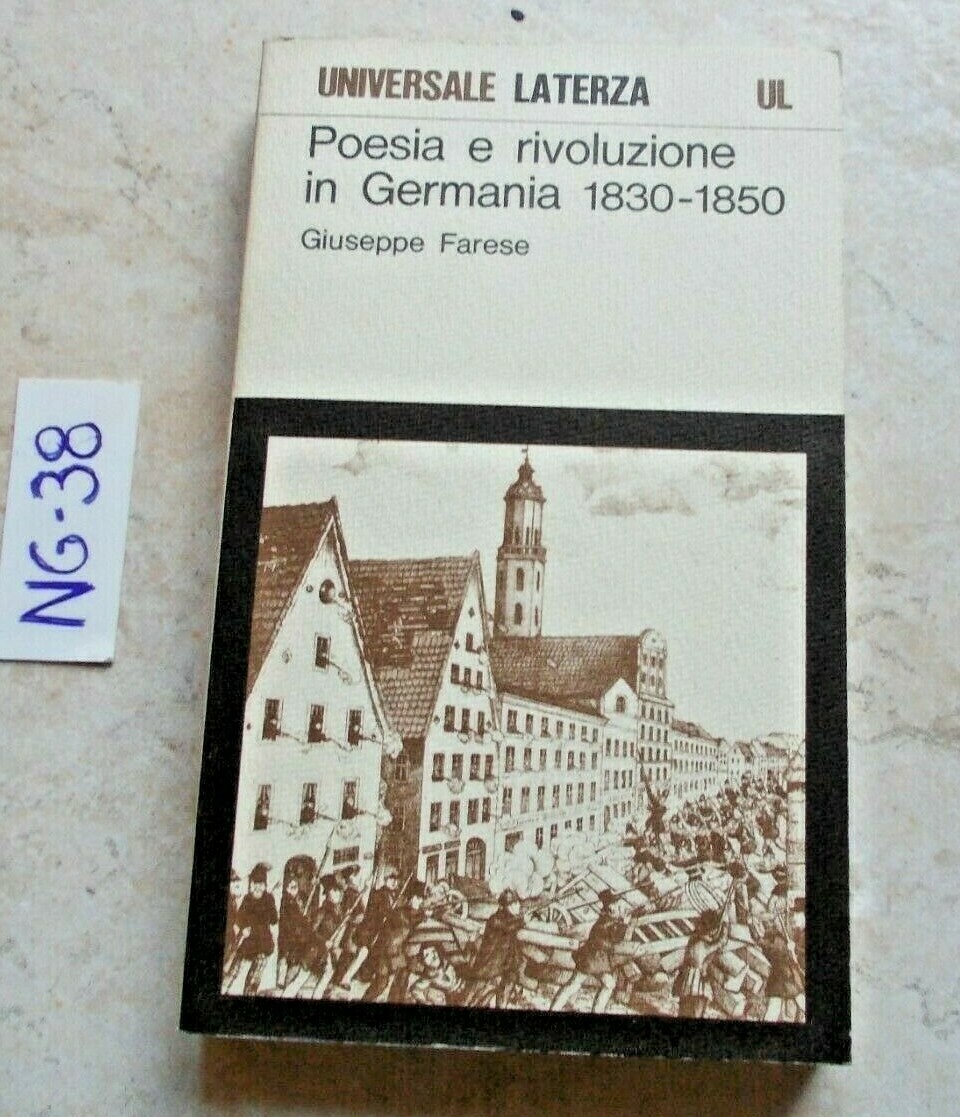 UNIVERSALE LATERZA UL
Poesia e rivoluzione
in Germania 1830-1850
Giuseppe Farese
NG-38